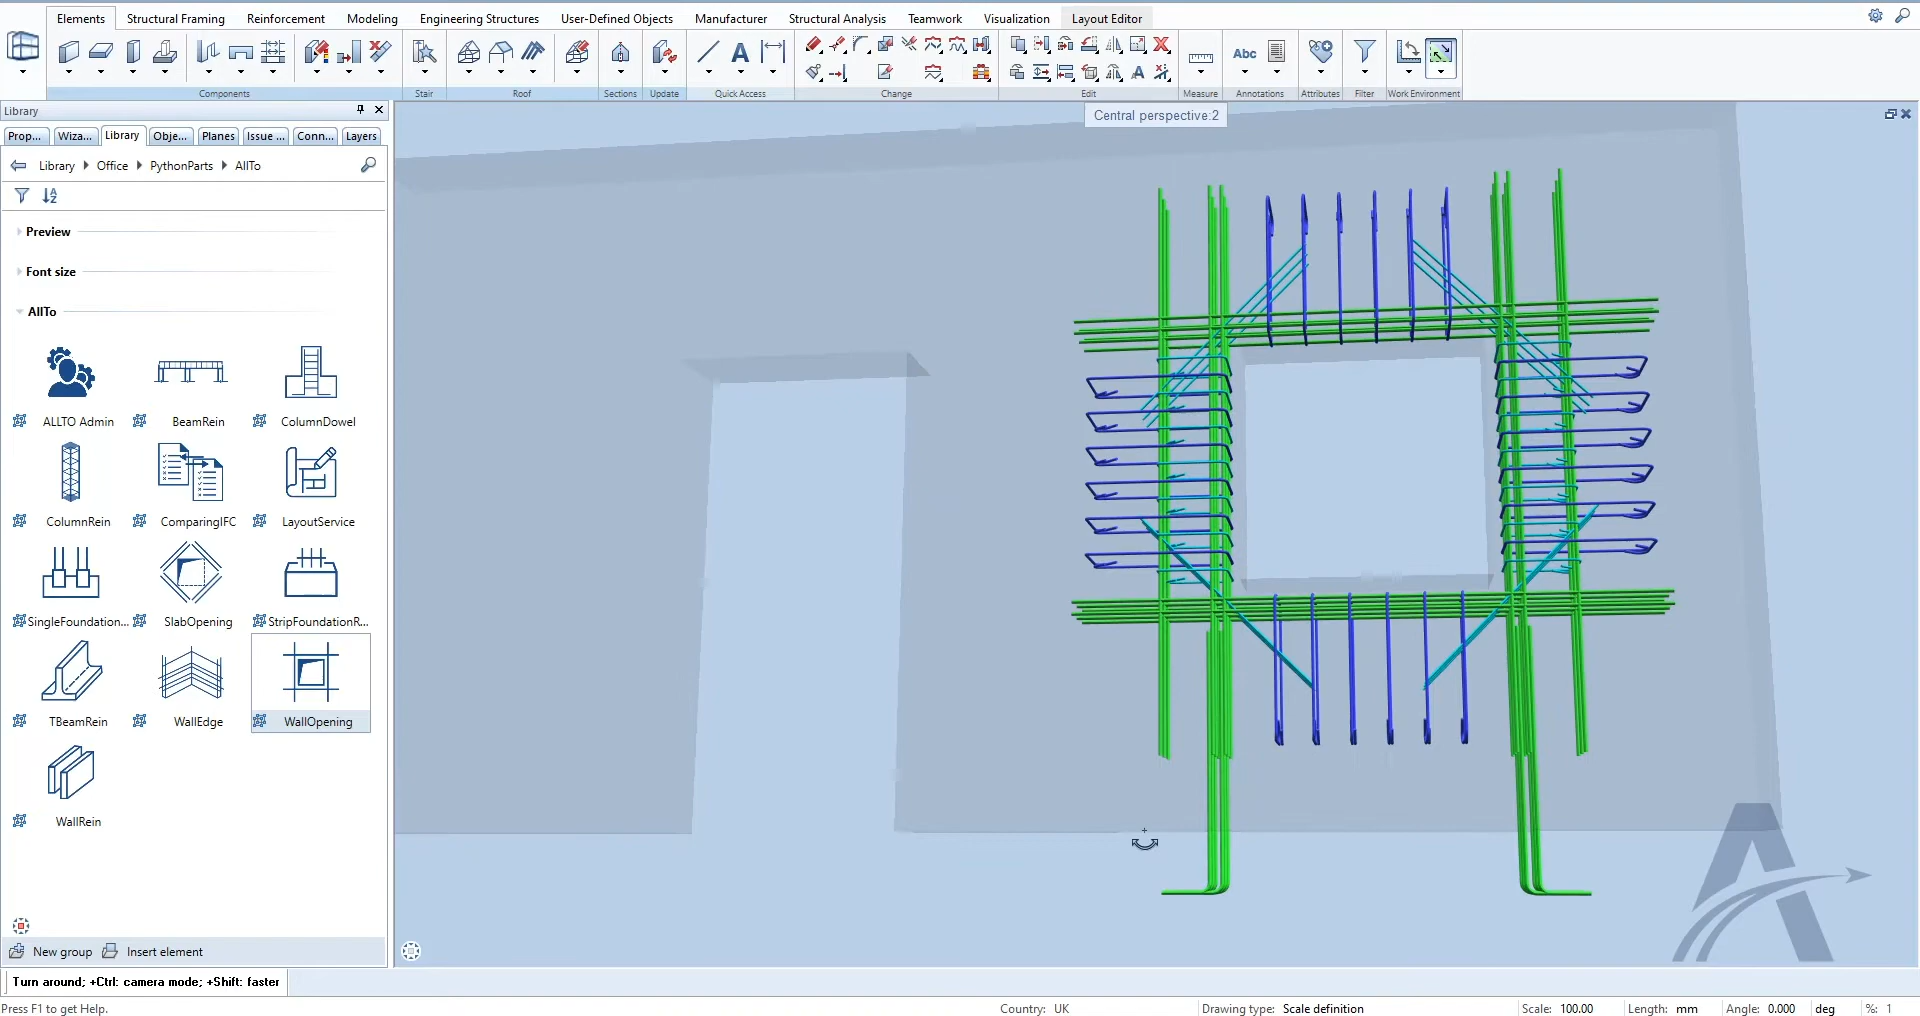 Elements Structural Framing Reinforcement Modeling Engineering Structures User-Defined Objects Manufacturer Structural Analysis Teamwork Visualization Layout Editor
A Abc
A
Components Stair Roof Sections Update Quick Access Change Edit Measure Annotations Attributes Filter Work Environment
Library
Central perspective:2
Prop... Wiza... Library Obje... Planes Issue ... Conn... Layers
Library Office PythonParts AllTo
Preview
Font size
AllTo
ALLTO Admin BeamRein ColumnDowel
ColumnRein ComparingIFC LayoutService
SingleFoundation... SlabOpening StripFoundationR...
TBeamRein WallEdge WallOpening
WallRein
New group Insert element
Turn around; +Ctrl: camera mode; +Shift: faster
Press F1 to get Help. Country: UK Drawing type: Scale definition Scale: 100.00 Length: mm Angle: 0.000 deg %: 1